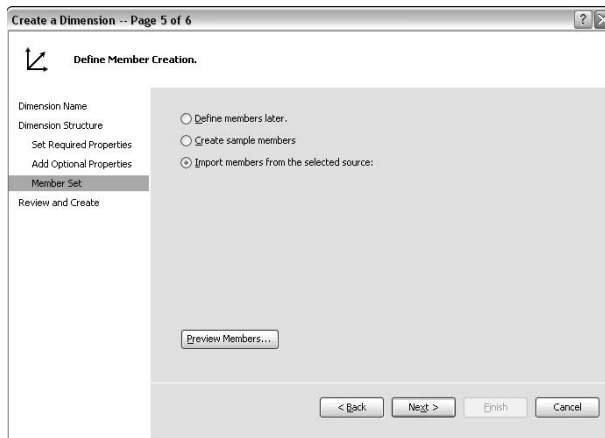 Create a Dimension -- Page 5 of 6
Define Member Creation.
Dimension Name
Dimension Structure
Set Required Properties
Add Optional Properties
Member Set
Review and Create
Define members later.
Create sample members
Import members from the selected source:
Preview Members...
< Back
Next >
Finish
Cancel